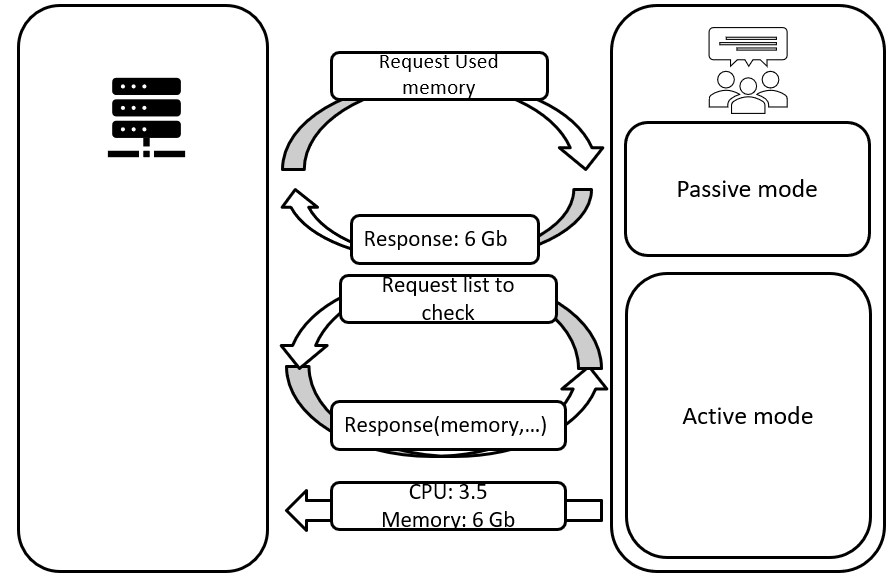 Request Used
memory
Passive mode
Response: 6 Gb
Request list to
check
Active mode
Response(memory,...)
CPU: 3.5
Memory: 6 Gb